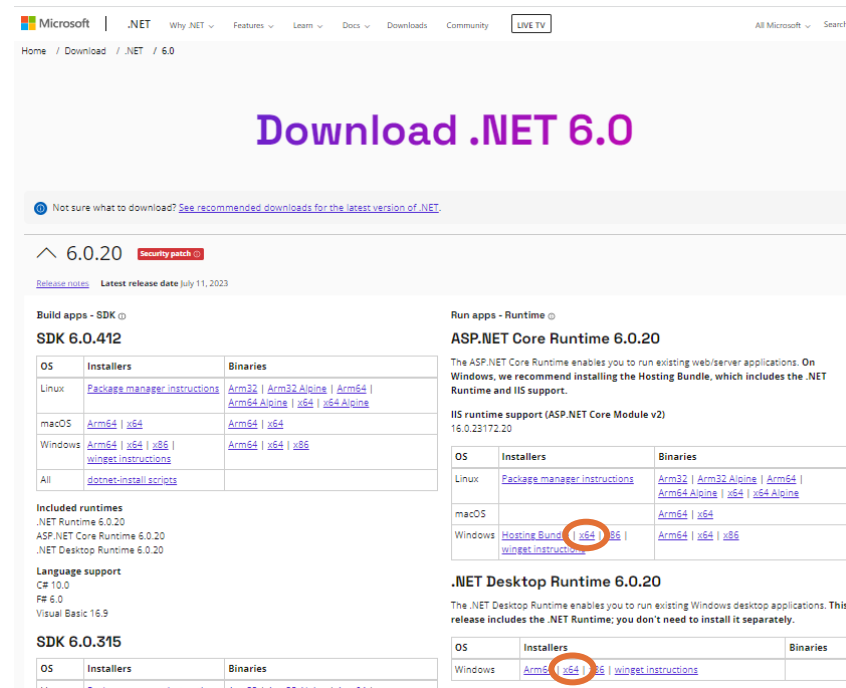 Microsoft | .NET Why .NET Features Learn Docs Downloads Community LIVE TV All Microsoft Search
Home / Download / .NET / 6.0
Download .NET 6.0
Not sure what to download? See recommended downloads for the latest version of .NET.
6.0.20 Security patch
Release notes Latest release date July 11, 2023
Build apps - SDK
SDK 6.0.412
OS Installers Binaries
Linux Package manager instructions Arm32 | Arm32 Alpine | Arm64 |
Arm64 Alpine | x64 | x64 Alpine
macOS Arm64 | x64 Arm64 | x64
Windows Arm64 | x64 | x86 | Arm64 | x64 | x86
winget instructions
All dotnet-install scripts
Included runtimes
.NET Runtime 6.0.20
ASP.NET Core Runtime 6.0.20
.NET Desktop Runtime 6.0.20
Language support
C# 10.0
F# 6.0
Visual Basic 16.9
SDK 6.0.315
OS Installers Binaries
Run apps - Runtime
ASP.NET Core Runtime 6.0.20
The ASP.NET Core Runtime enables you to run existing web/server applications. On
Windows, we recommend installing the Hosting Bundle, which includes the .NET
Runtime and IIS support.
IIS runtime support (ASP.NET Core Module v2)
16.0.23172.20
OS Installers Binaries
Linux Package manager instructions Arm32 | Arm32 Alpine | Arm64 |
Arm64 Alpine | x64 | x64 Alpine
macOS Arm64 | x64
Windows Hosting Bundle | x64 | x86 | Arm64 | x64 | x86
winget instructions
.NET Desktop Runtime 6.0.20
The .NET Desktop Runtime enables you to run existing Windows desktop applications. This
release includes the .NET Runtime; you don't need to install it separately.
OS Installers Binaries
Windows Arm64 | x64 | x86 | winget instructions